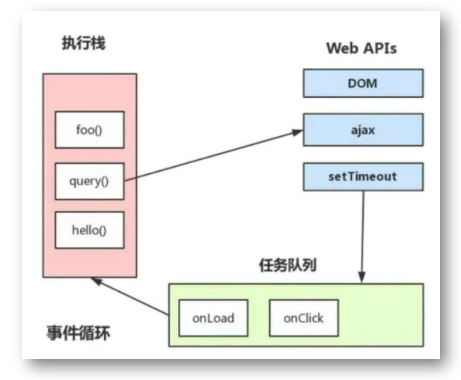 执行栈
Web APIs
DOM
foo()
ajax
query()
setTimeout
hello()
任务队列
onLoad
onClick
事件循环